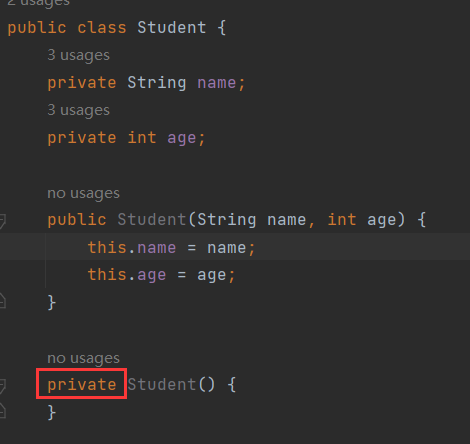 2 usages
public class Student {
3 usages
private String name;
3 usages
private int age;
no usages
public Student(String name, int age) {
this.name = name;
this.age = age;
}
no usages
private Student() {
}